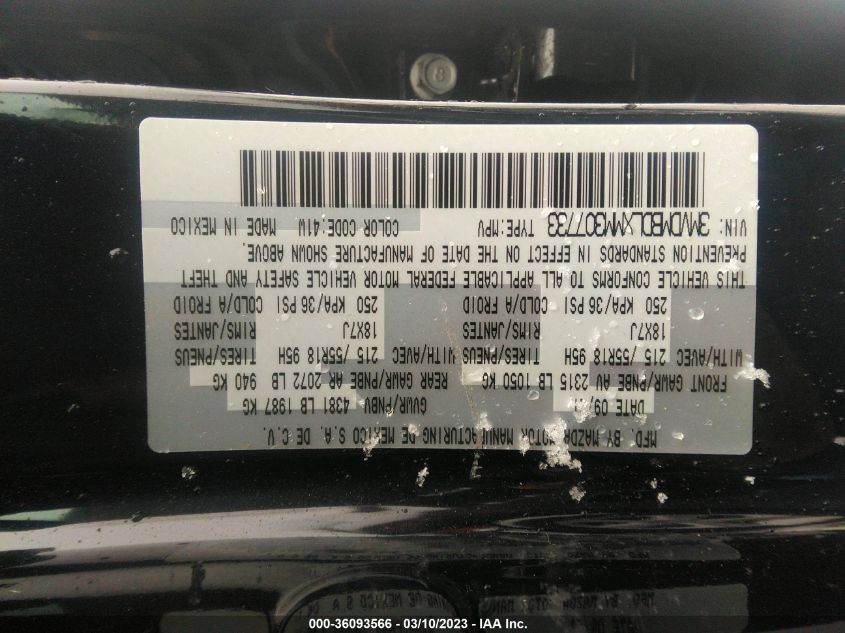 MFD. BY MAZDA MOTOR MANUFACTURING DE MEXICO S.A. DE C.V.
DATE GVWR/PNBV 4381 LB 1987 KG
FRONT GAWR/PNBE AV 2315 LB 1050 KG REAR GAWR/PNBE AR 2072 LB 940 KG
WITH/AVEC 215 /55R18 95H TIRES/PNEUS WITH/AVEC 215 /55R18 95H TIRES/PNEUS
18X7J RIMS/JANTES 18X7J RIMS/JANTES
250 KPA/36 PSI COLD/A FROID 250 KPA/36 PSI COLD/A FROID
THIS VEHICLE CONFORMS TO ALL APPLICABLE FEDERAL MOTOR VEHICLE SAFETY AND THEFT
PREVENTION STANDARDS IN EFFECT ON THE DATE OF MANUFACTURE SHOWN ABOVE.
VIN: 3MVDMBDLXMM307733 TYPE:MPV COLOR CODE:41W MADE IN MEXICO
000-36093566 — 03/10/2023 — IAA Inc.